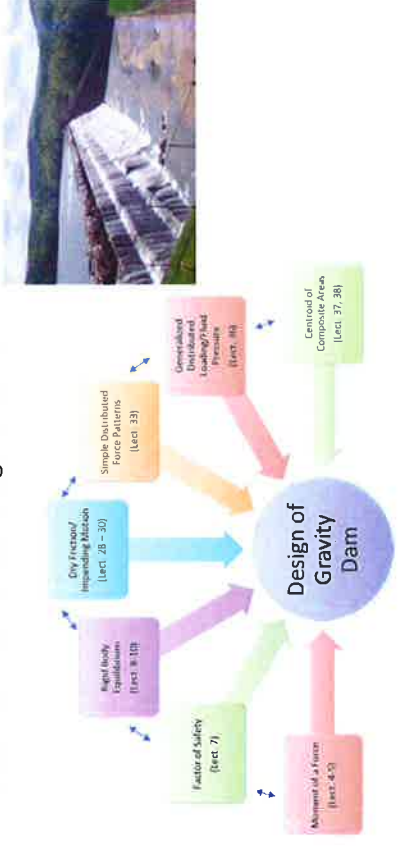 Moment of a Force
(Lect. 4-5)
Factor of Safety
(Lect. 7)
Rigid Body
Equilibrium
(Lect. 8-10)
Dry Friction/
Impending Motion
(Lect. 28 – 30)
Simple Distributed
Force Patterns
(Lect. 33)
Generalized
Distributed
Loading/Fluid
Pressure
Centroid of
Composite Areas
(Lect. 37, 38)
Design of
Gravity
Dam